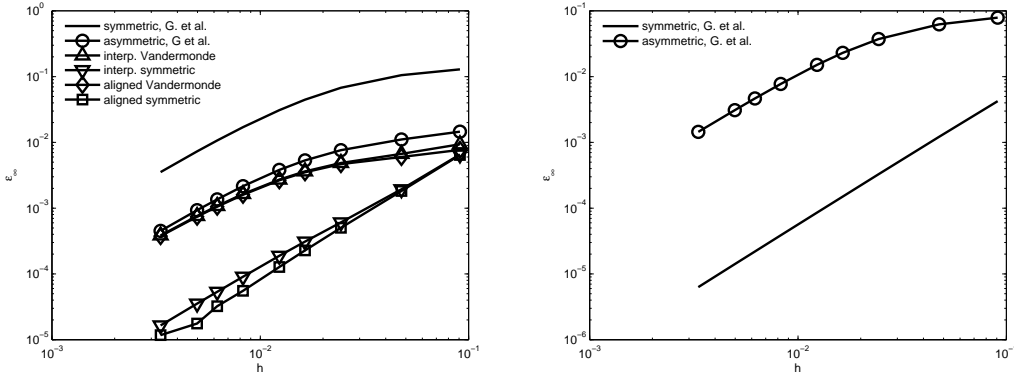 10^0
10^-1
10^-2
10^-3
10^-4
10^-5
ε∞
symmetric, G. et al.
asymmetric, G et al.
interp. Vandermonde
interp. symmetric
aligned Vandermonde
aligned symmetric
10^-3
10^-2
10^-1
h
10^-1
10^-2
10^-3
10^-4
10^-5
10^-6
ε∞
symmetric, G. et al.
asymmetric, G. et al.
10^-3
10^-2
h